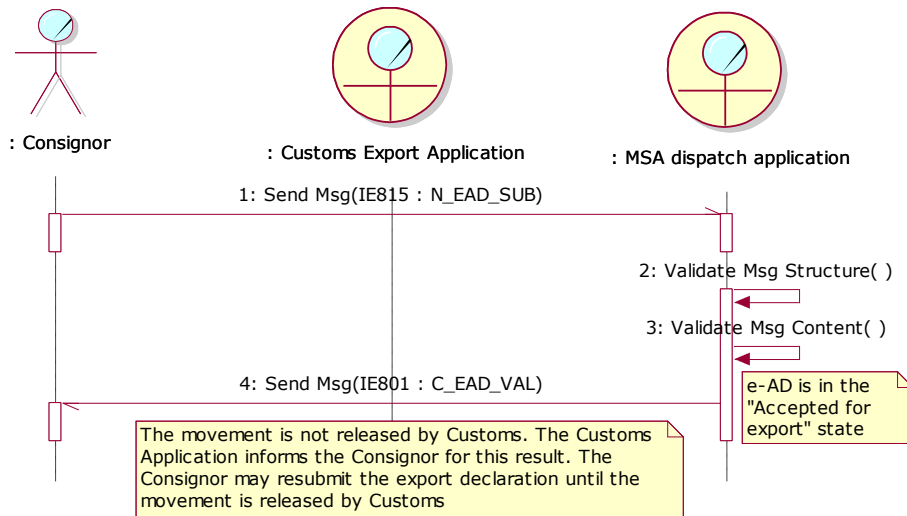 : Consignor
: Customs Export Application
: MSA dispatch application
1: Send Msg(IE815 : N_EAD_SUB)
2: Validate Msg Structure( )
3: Validate Msg Content( )
4: Send Msg(IE801 : C_EAD_VAL)
e-AD is in the
"Accepted for
export" state
The movement is not released by Customs. The Customs
Application informs the Consignor for this result. The
Consignor may resubmit the export declaration until the
movement is released by Customs